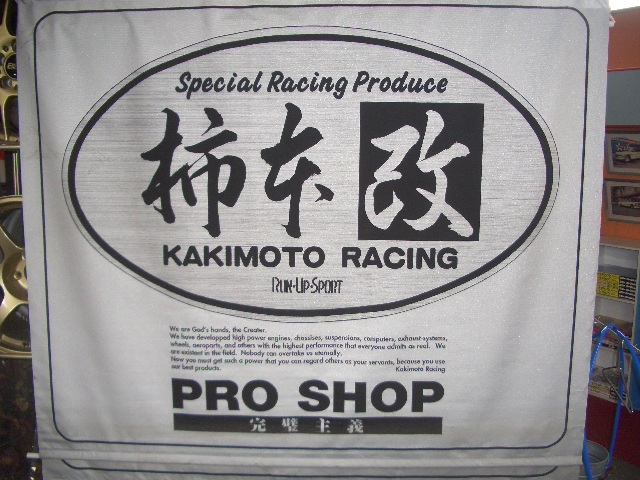 Special Racing Produce
柿本改
KAKIMOTO RACING
RUN-UP-SPORT
We are God's hands, the Creater.
We have developped high power engines, chassises, suspensions, computers, exhaust-systems,
wheels, aeroparts, and others with the highest performance that everyone admits as real. We
are existent in the field. Nobody can overtake us eternally.
Now you must get such a power that you can regard others as your servants, because you use
our best products. Kakimoto Racing
PRO SHOP
完璧主義